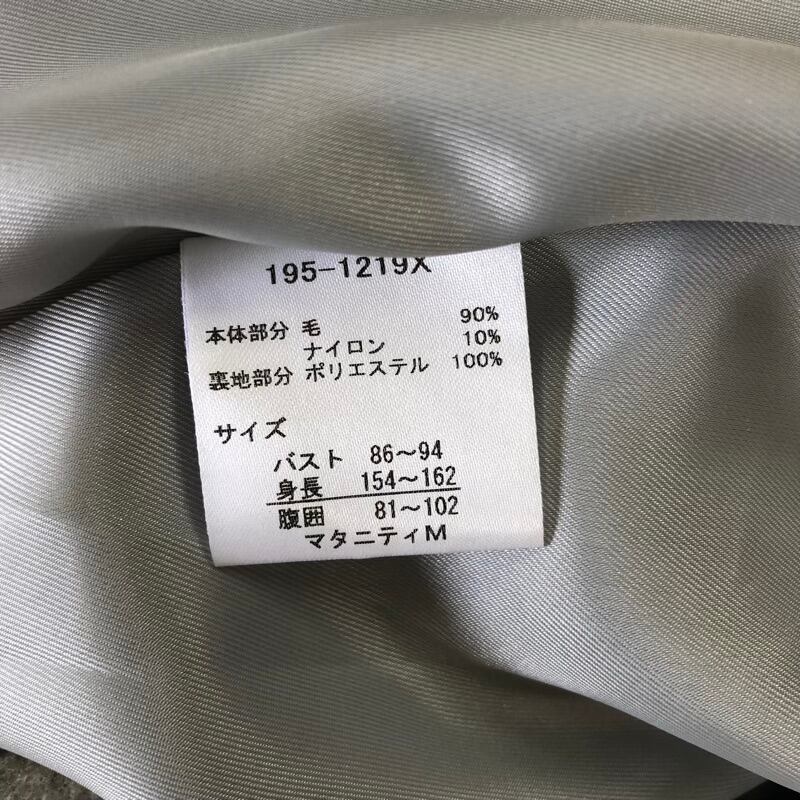 195-1219X
本体部分 毛 90%
ナイロン 10%
裏地部分 ポリエステル 100%
サイズ
バスト 86～94
身長 154～162
腹囲 81～102
マタニティM